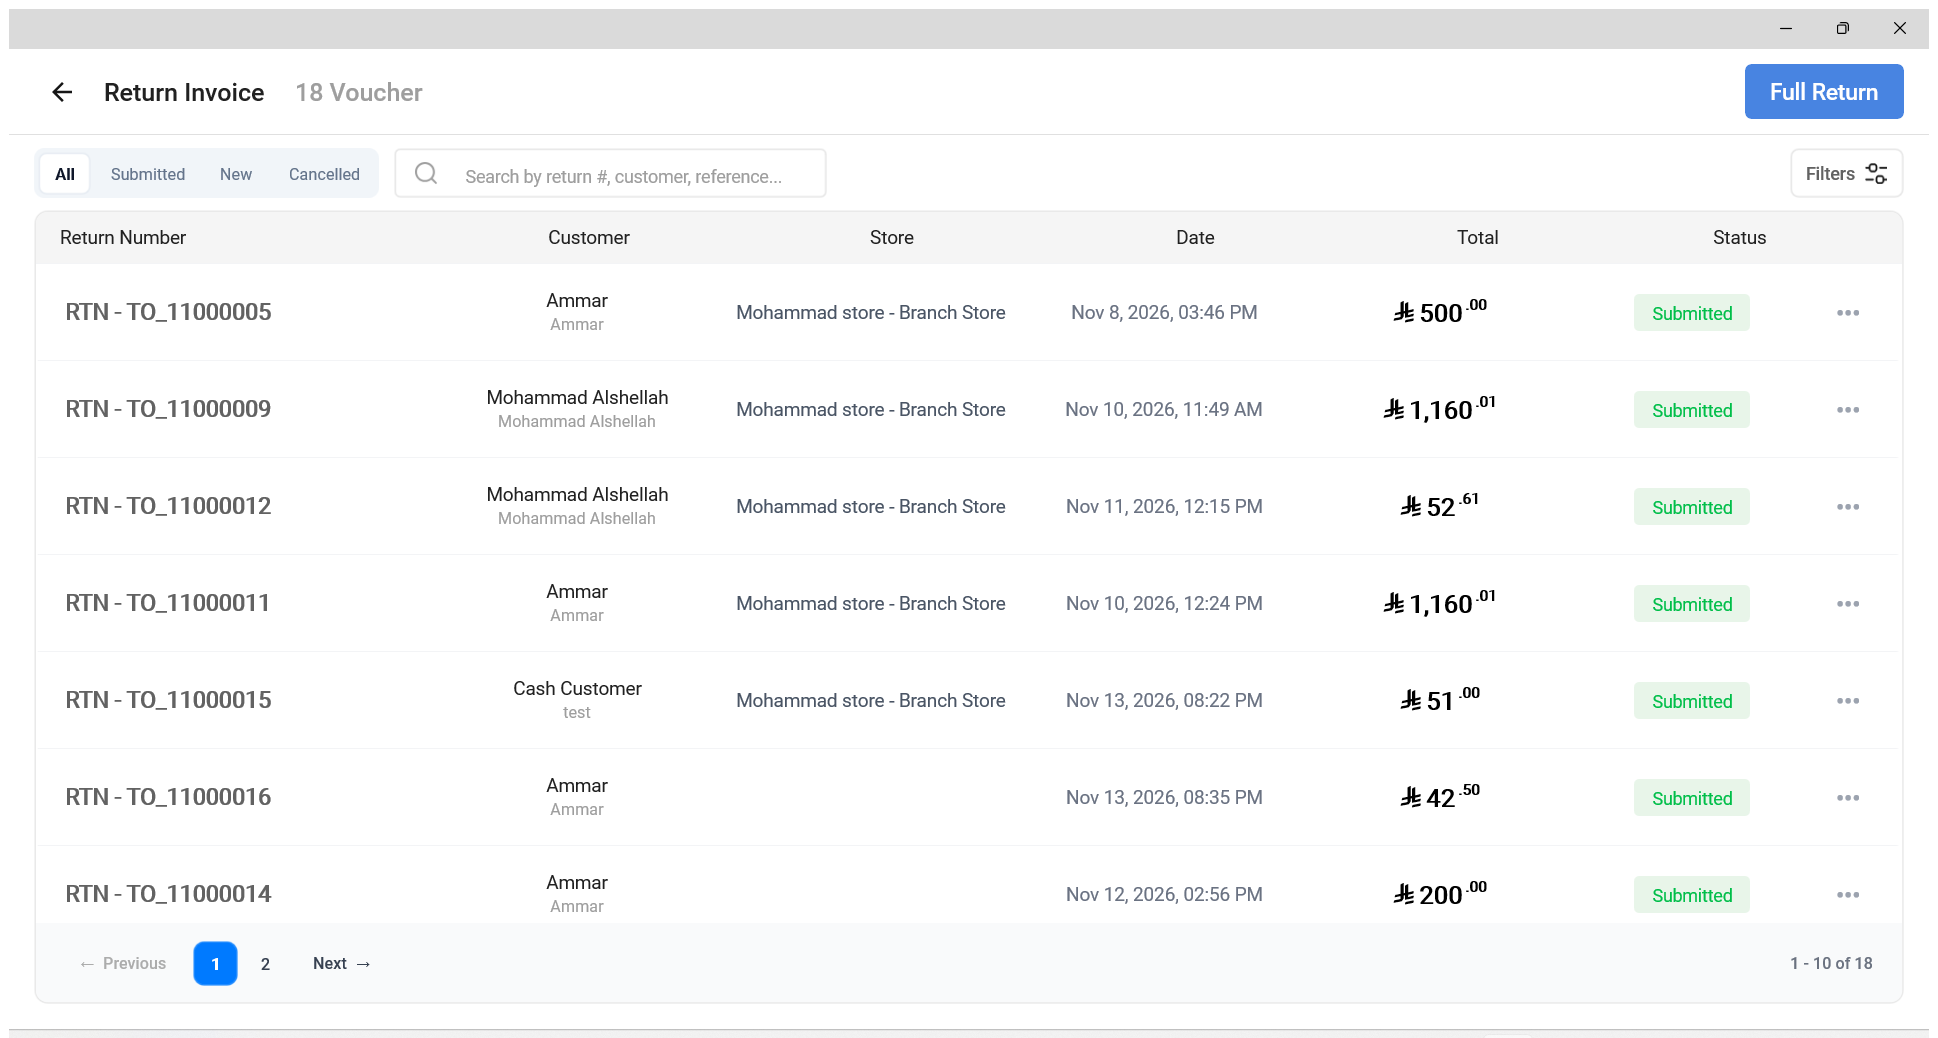 Return Invoice 18 Voucher Full Return
All Submitted New Cancelled Search by return #, customer, reference... Filters
Return Number Customer Store Date Total Status
RTN - TO_11000005 Ammar Mohammad store - Branch Store Nov 8, 2026, 03:46 PM 500.00 Submitted
Ammar
RTN - TO_11000009 Mohammad Alshellah Mohammad store - Branch Store Nov 10, 2026, 11:49 AM 1,160.01 Submitted
Mohammad Alshellah
RTN - TO_11000012 Mohammad Alshellah Mohammad store - Branch Store Nov 11, 2026, 12:15 PM 52.61 Submitted
Mohammad Alshellah
RTN - TO_11000011 Ammar Mohammad store - Branch Store Nov 10, 2026, 12:24 PM 1,160.01 Submitted
Ammar
RTN - TO_11000015 Cash Customer Mohammad store - Branch Store Nov 13, 2026, 08:22 PM 51.00 Submitted
test
RTN - TO_11000016 Ammar Nov 13, 2026, 08:35 PM 42.50 Submitted
Ammar
RTN - TO_11000014 Ammar Nov 12, 2026, 02:56 PM 200.00 Submitted
Ammar
← Previous 1 2 Next → 1 - 10 of 18